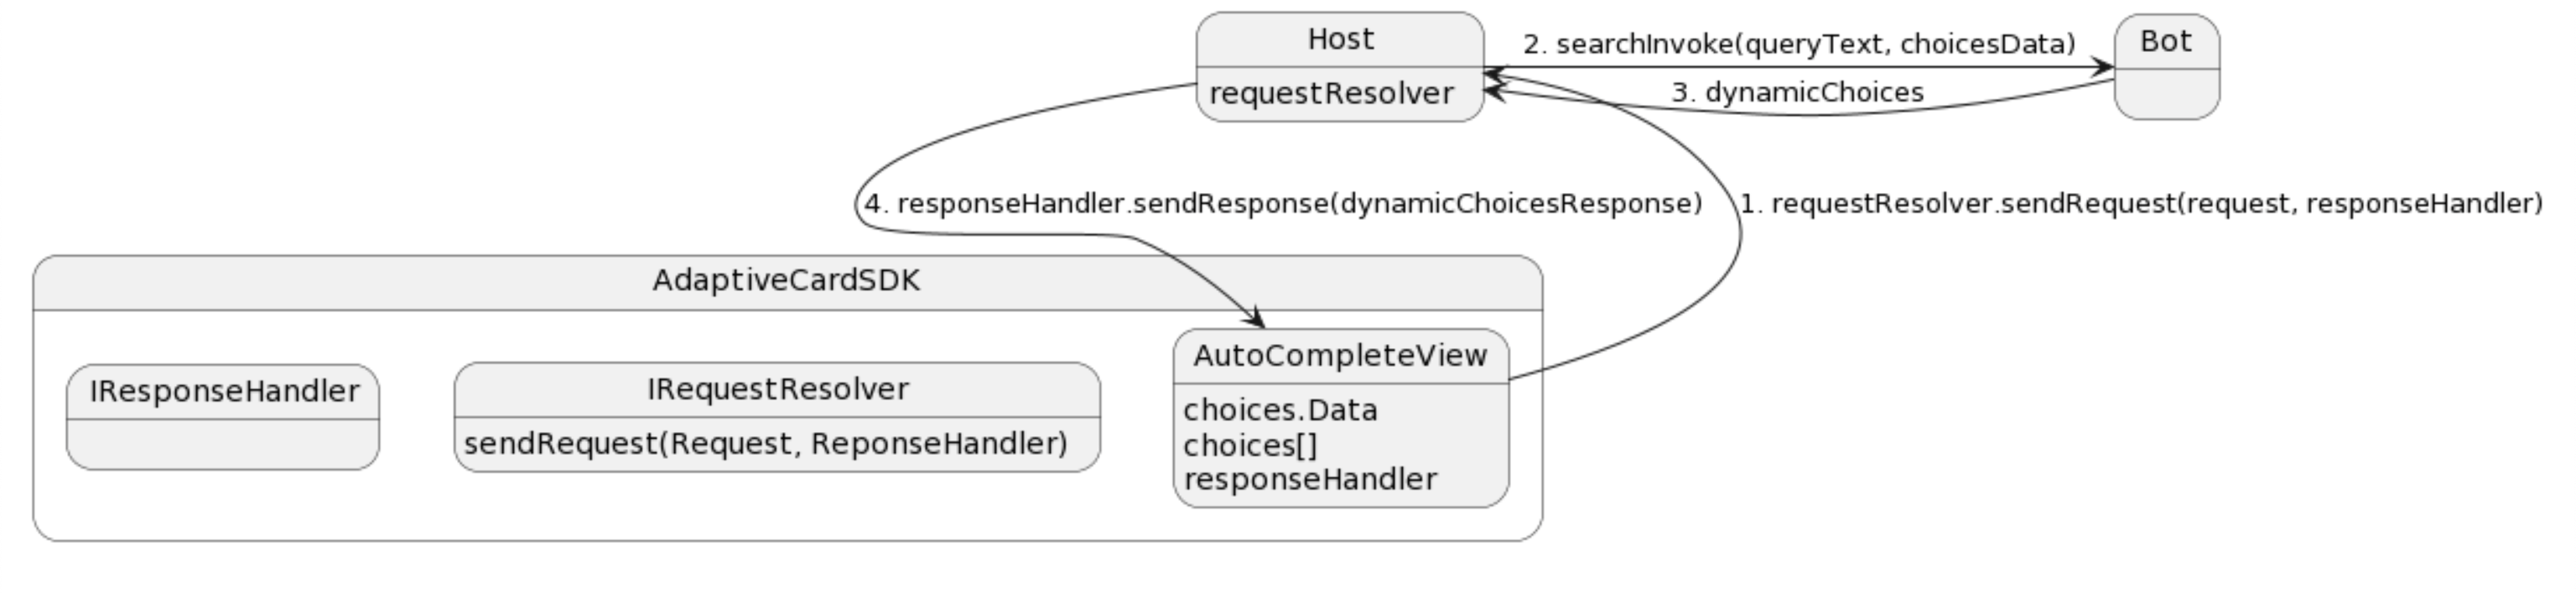 Host
requestResolver
2. searchInvoke(queryText, choicesData)
Bot
3. dynamicChoices
4. responseHandler.sendResponse(dynamicChoicesResponse)
1. requestResolver.sendRequest(request, responseHandler)
AdaptiveCardSDK
IResponseHandler
IRequestResolver
sendRequest(Request, ReponseHandler)
AutoCompleteView
choices.Data
choices[]
responseHandler